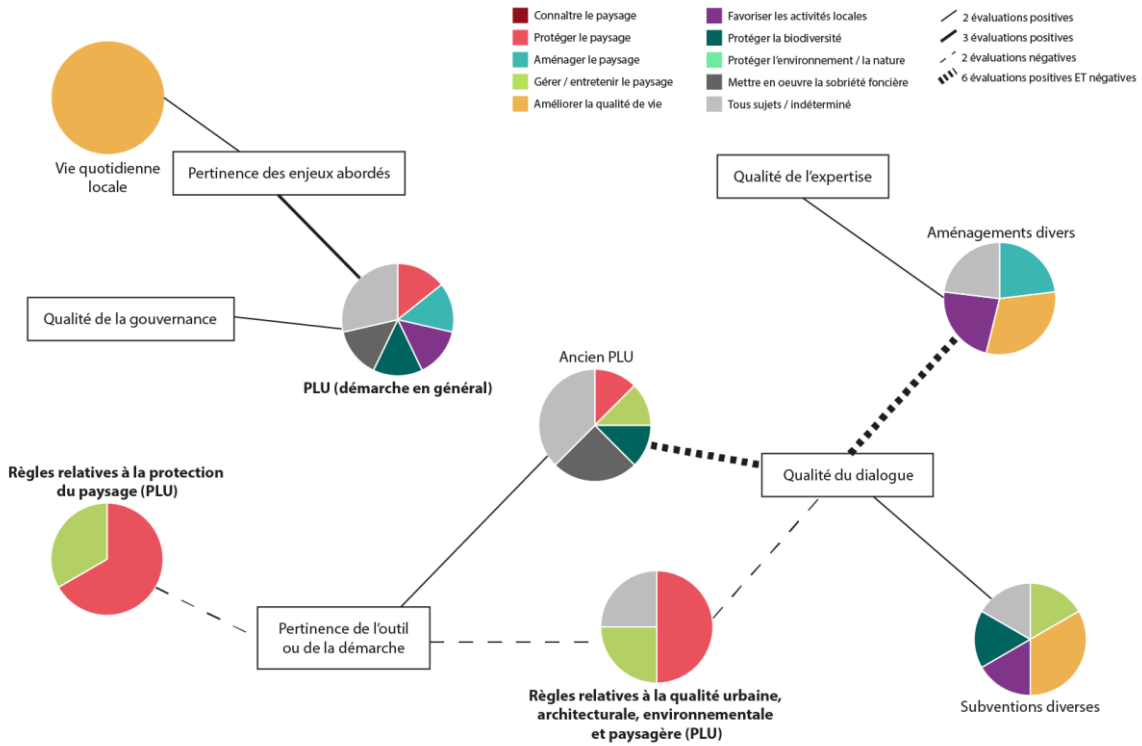 Connaître le paysage
Protéger le paysage
Aménager le paysage
Gérer / entretenir le paysage
Améliorer la qualité de vie
Favoriser les activités locales
Protéger la biodiversité
Protéger l'environnement / la nature
Mettre en oeuvre la sobriété foncière
Tous sujets / indéterminé
2 évaluations positives
3 évaluations positives
2 évaluations négatives
6 évaluations positives ET négatives
Vie quotidienne
locale
Pertinence des enjeux abordés
Qualité de l'expertise
Aménagements divers
Qualité de la gouvernance
PLU (démarche en général)
Ancien PLU
Règles relatives à la protection
du paysage (PLU)
Qualité du dialogue
Pertinence de l'outil
ou de la démarche
Règles relatives à la qualité urbaine,
architecturale, environnementale
et paysagère (PLU)
Subventions diverses